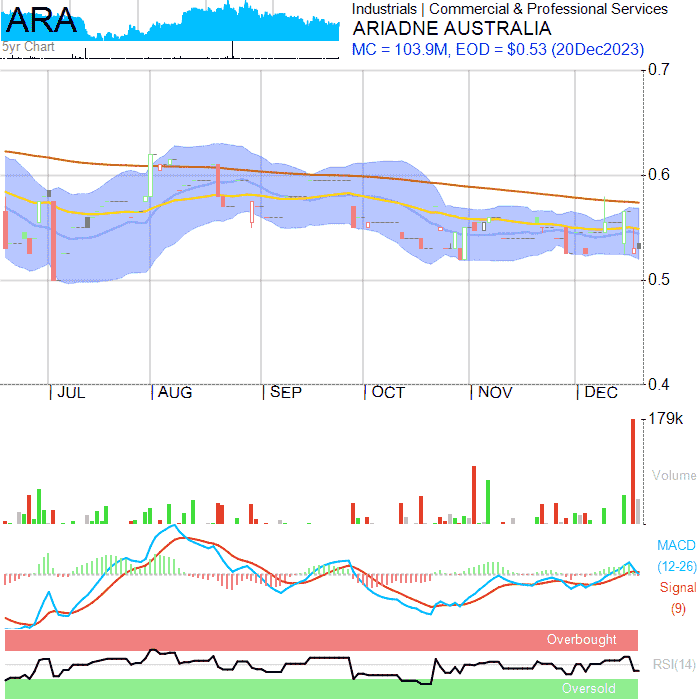 ARA
5yr Chart
Industrials | Commercial & Professional Services
ARIADNE AUSTRALIA
MC = 103.9M, EOD = $0.53 (20Dec2023)
0.7
0.6
0.5
0.4
JUL AUG SEP OCT NOV DEC
179k
Volume
MACD
(12-26)
Signal
(9)
Overbought
RSI(14)
Oversold